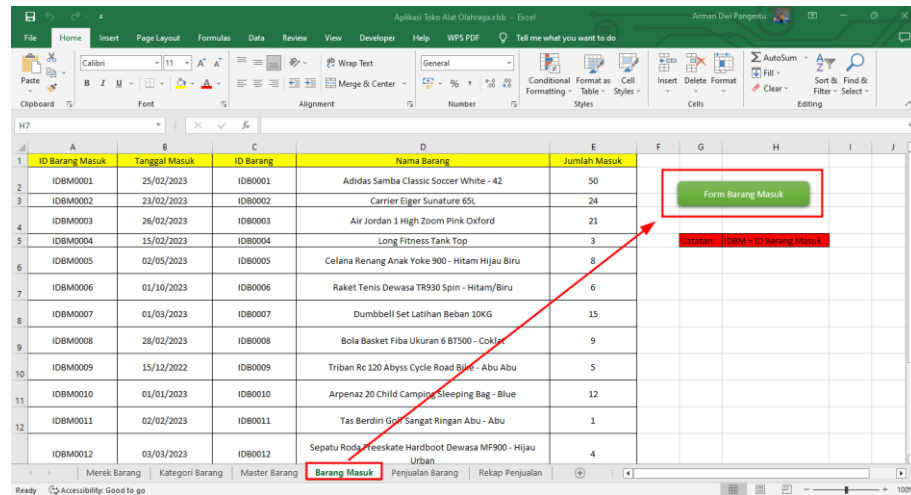 Aplikasi Toko Alat Olahraga.xlsb - Excel
Arman Dwi Pangestu
File Home Insert Page Layout Formulas Data Review View Developer Help WPS PDF Tell me what you want to do
Calibri 11 A A Wrap Text General AutoSum
Paste Fill
B I U A Merge & Center % Conditional Format as Cell Insert Delete Format Clear Sort & Find &
Formatting Table Styles Filter Select
Clipboard Font Alignment Number Styles Cells Editing
H7 fx
A B C D E F G H I J
1 ID Barang Masuk Tanggal Masuk ID Barang Nama Barang Jumlah Masuk
2 IDBM0001 25/02/2023 IDB0001 Adidas Samba Classic Soccer White - 42 50
Form Barang Masuk
3 IDBM0002 23/02/2023 IDB0002 Carrier Eiger Sunature 65L 24
4 IDBM0003 26/02/2023 IDB0003 Air Jordan 1 High Zoom Pink Oxford 21
5 IDBM0004 15/02/2023 IDB0004 Long Fitness Tank Top 3 Catatan: IDBM = ID Barang Masuk
6 IDBM0005 02/05/2023 IDB0005 Celana Renang Anak Yoke 900 - Hitam Hijau Biru 8
7 IDBM0006 01/10/2023 IDB0006 Raket Tenis Dewasa TR930 Spin - Hitam/Biru 6
8 IDBM0007 01/03/2023 IDB0007 Dumbbell Set Latihan Beban 10KG 15
9 IDBM0008 28/02/2023 IDB0008 Bola Basket Fiba Ukuran 6 BT500 - Coklat 9
10 IDBM0009 15/12/2022 IDB0009 Triban Rc 120 Abyss Cycle Road Bike - Abu Abu 5
11 IDBM0010 01/01/2023 IDB0010 Arpenaz 20 Child Camping Sleeping Bag - Blue 12
12 IDBM0011 02/02/2023 IDB0011 Tas Berdiri Golf Sangat Ringan Abu - Abu 1
IDBM0012 03/03/2023 IDB0012 Sepatu Roda Freeskate Hardboot Dewasa MF900 - Hijau 4
Urban
Merek Barang Kategori Barang Master Barang Barang Masuk Penjualan Barang Rekap Penjualan
Ready Accessibility: Good to go 100%